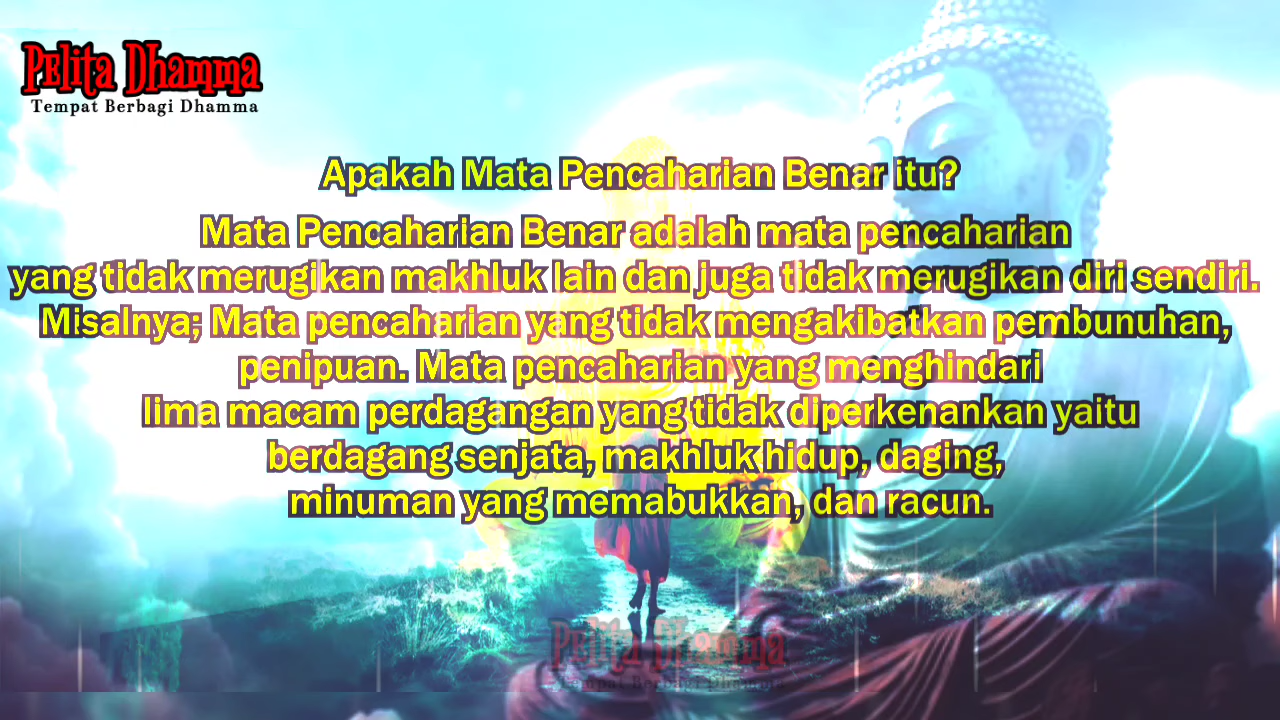 Pelita Dhamma
Tempat Berbagi Dhamma
Apakah Mata Pencaharian Benar itu?
Mata Pencaharian Benar adalah mata pencaharian
yang tidak merugikan makhluk lain dan juga tidak merugikan diri sendiri.
Misalnya; Mata pencaharian yang tidak mengakibatkan pembunuhan,
penipuan. Mata pencaharian yang menghindari
lima macam perdagangan yang tidak diperkenankan yaitu
berdagang senjata, makhluk hidup, daging,
minuman yang memabukkan, dan racun.
Pelita Dhamma
Tempat Berbagi Dhamma